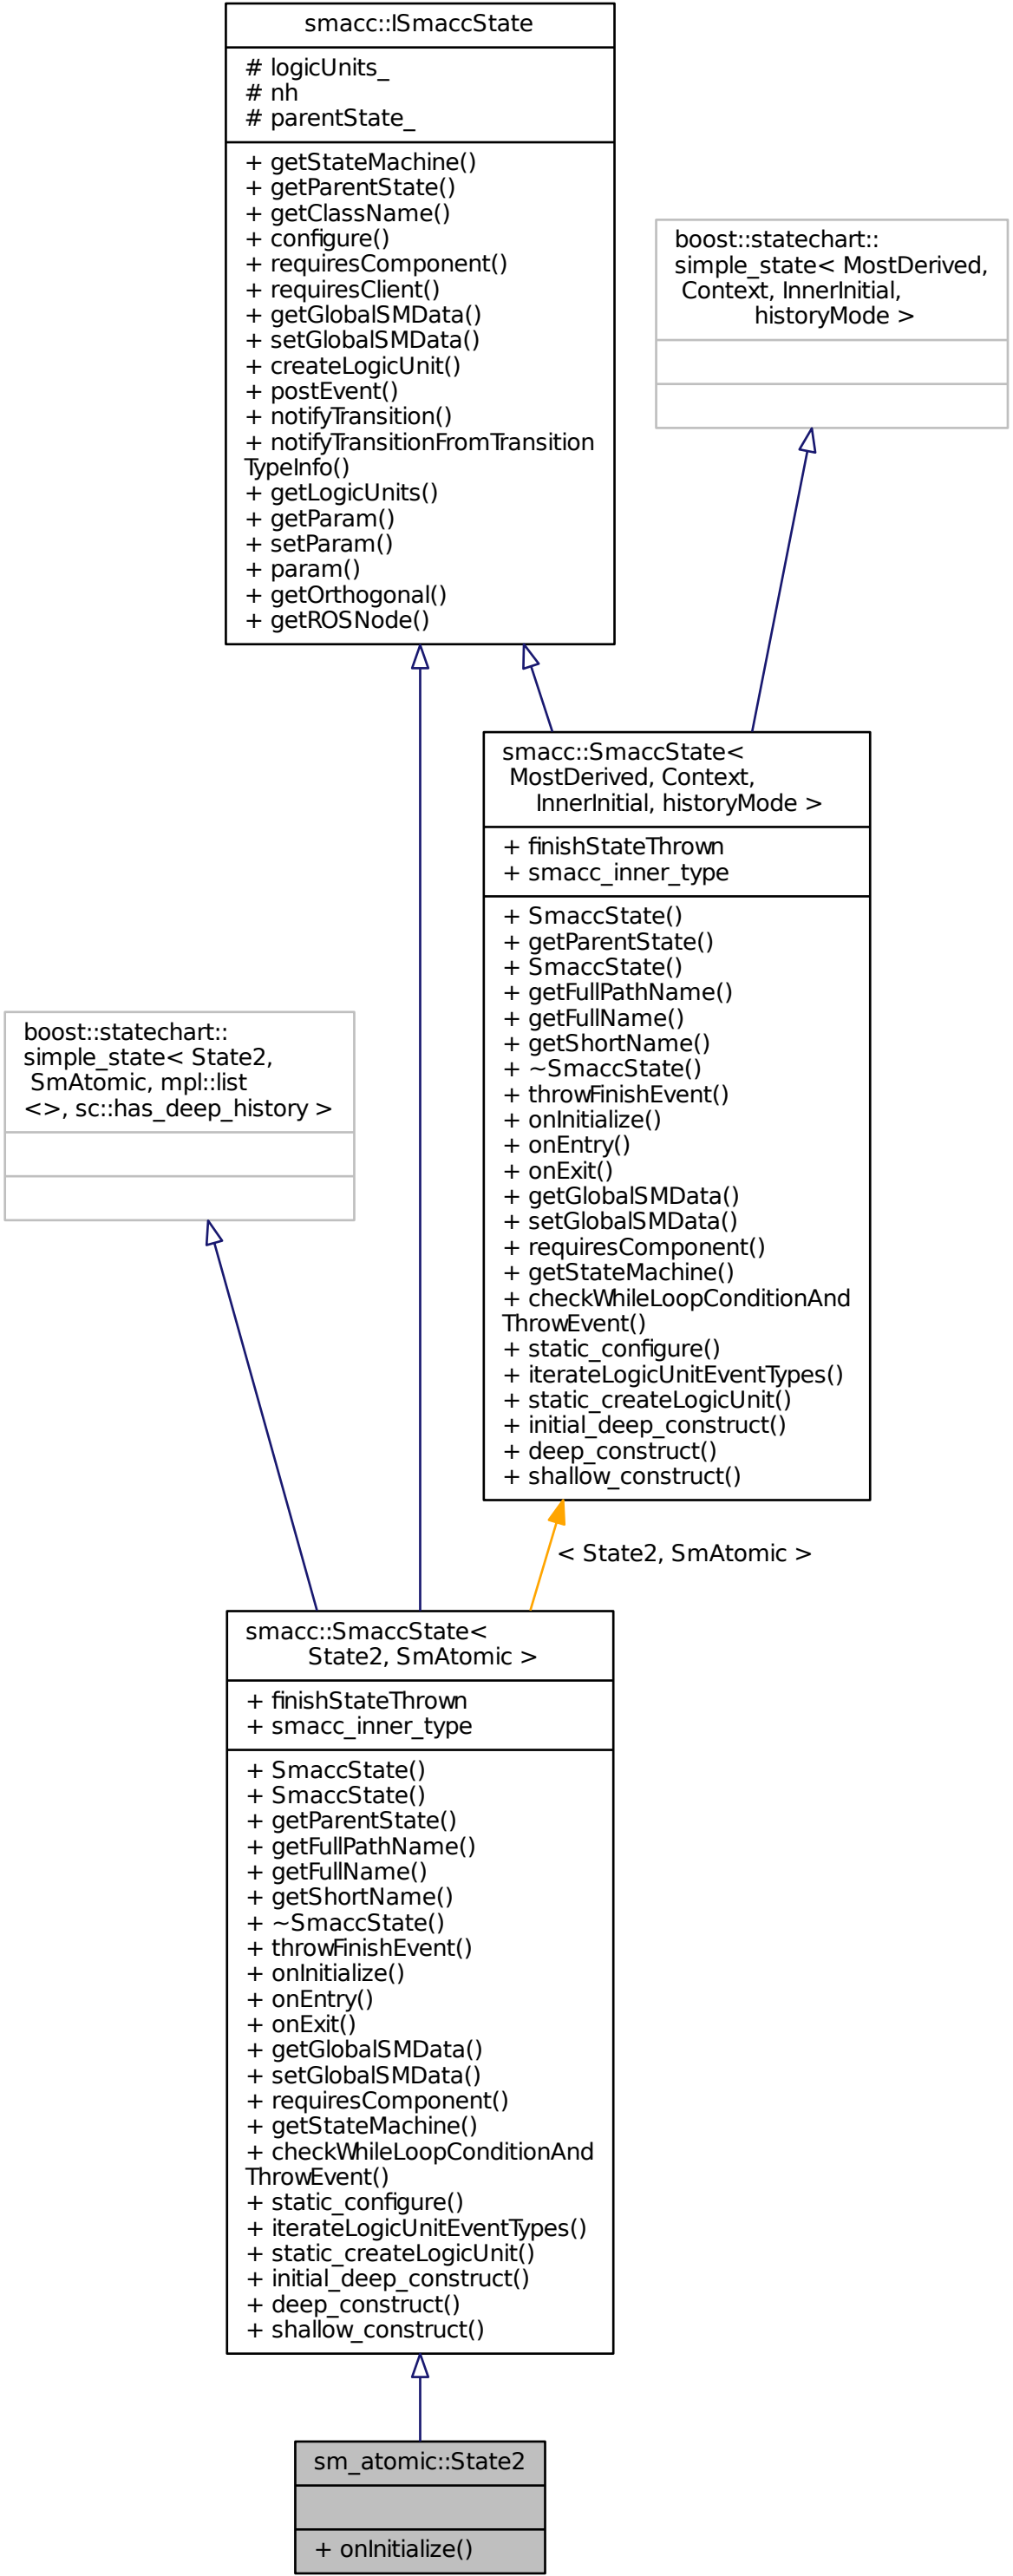 smacc::ISmaccState
# logicUnits_
# nh
# parentState_
+ getStateMachine()
+ getParentState()
+ getClassName()
+ configure()
+ requiresComponent()
+ requiresClient()
+ getGlobalSMData()
+ setGlobalSMData()
+ createLogicUnit()
+ postEvent()
+ notifyTransition()
+ notifyTransitionFromTransition
TypeInfo()
+ getLogicUnits()
+ getParam()
+ setParam()
+ param()
+ getOrthogonal()
+ getROSNode()
boost::statechart::
simple_state< MostDerived,
Context, InnerInitial,
historyMode >
smacc::SmaccState<
MostDerived, Context,
InnerInitial, historyMode >
+ finishStateThrown
+ smacc_inner_type
+ SmaccState()
+ getParentState()
+ SmaccState()
+ getFullPathName()
+ getFullName()
+ getShortName()
+ ~SmaccState()
+ throwFinishEvent()
+ onInitialize()
+ onEntry()
+ onExit()
+ getGlobalSMData()
+ setGlobalSMData()
+ requiresComponent()
+ getStateMachine()
+ checkWhileLoopConditionAnd
ThrowEvent()
+ static_configure()
+ iterateLogicUnitEventTypes()
+ static_createLogicUnit()
+ initial_deep_construct()
+ deep_construct()
+ shallow_construct()
boost::statechart::
simple_state< State2,
SmAtomic, mpl::list
<>, sc::has_deep_history >
< State2, SmAtomic >
smacc::SmaccState<
State2, SmAtomic >
+ finishStateThrown
+ smacc_inner_type
+ SmaccState()
+ SmaccState()
+ getParentState()
+ getFullPathName()
+ getFullName()
+ getShortName()
+ ~SmaccState()
+ throwFinishEvent()
+ onInitialize()
+ onEntry()
+ onExit()
+ getGlobalSMData()
+ setGlobalSMData()
+ requiresComponent()
+ getStateMachine()
+ checkWhileLoopConditionAnd
ThrowEvent()
+ static_configure()
+ iterateLogicUnitEventTypes()
+ static_createLogicUnit()
+ initial_deep_construct()
+ deep_construct()
+ shallow_construct()
sm_atomic::State2
+ onInitialize()